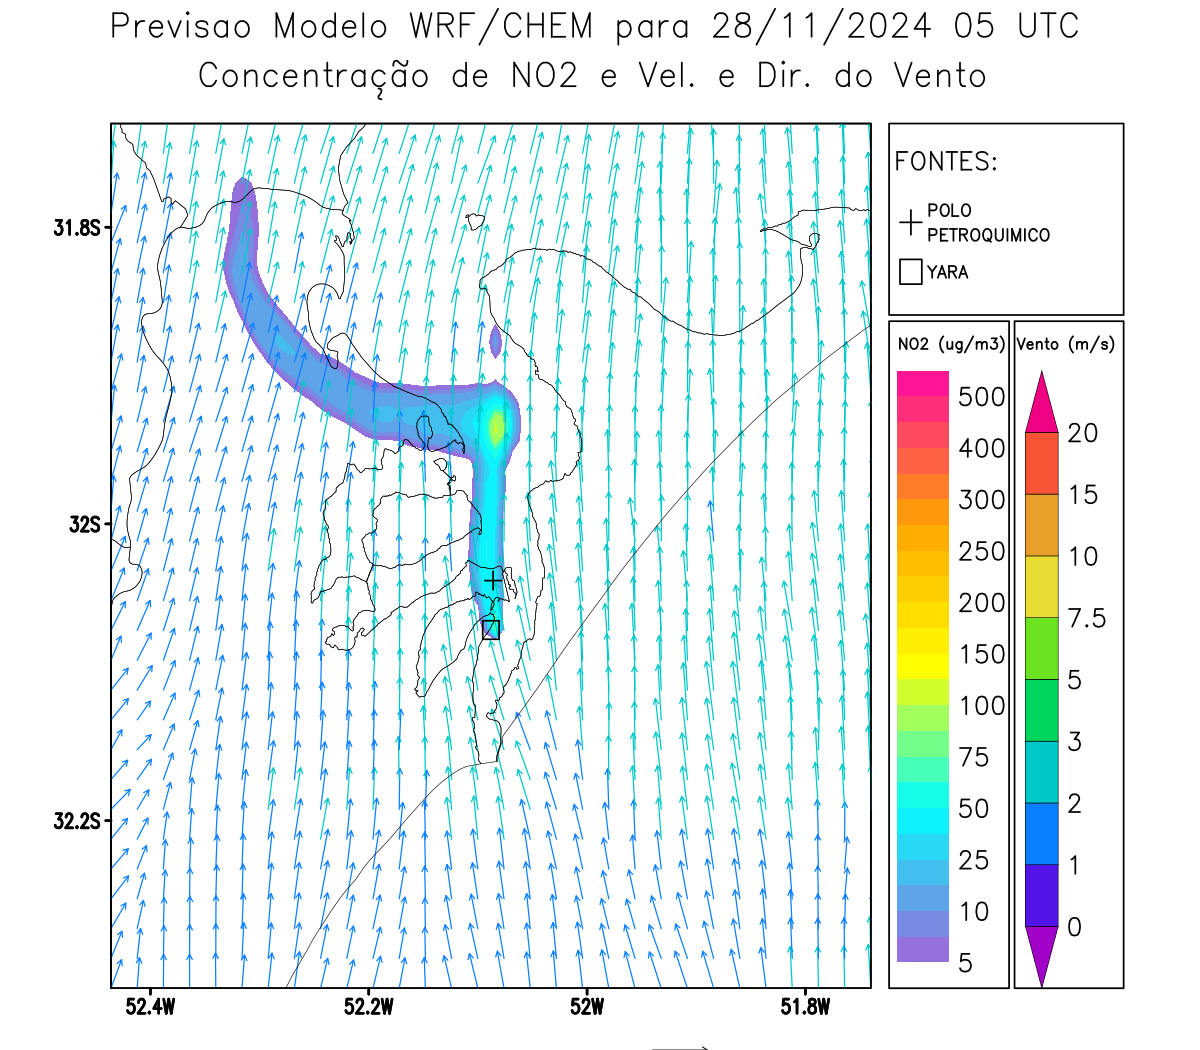 Previsao Modelo WRF/CHEM para 28/11/2024 05 UTC
Concentração de NO2 e Vel. e Dir. do Vento
FONTES:
POLO
PETROQUIMICO
YARA
NO2 (ug/m3)
500
400
300
250
200
150
100
75
50
25
10
5
Vento (m/s)
20
15
10
7.5
5
3
2
1
0
31.8S
32S
32.2S
52.4W
52.2W
52W
51.8W